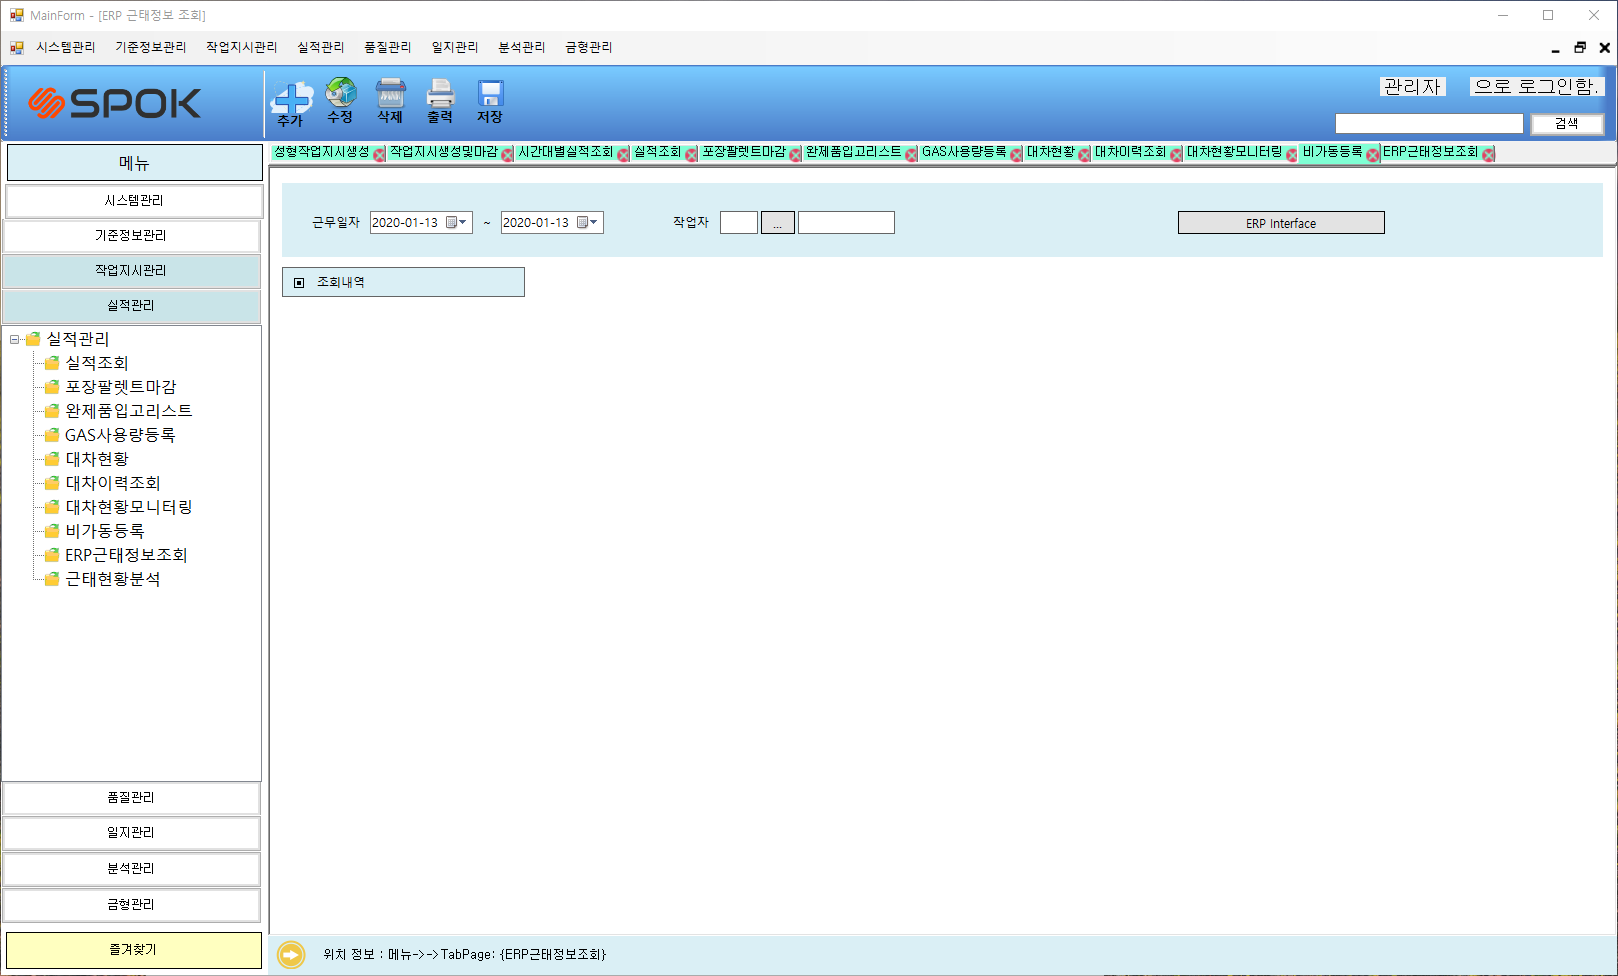 MainForm - [ERP 근태정보 조회]
시스템관리 기준정보관리 작업지시관리 실적관리 품질관리 일지관리 분석관리 금형관리
SPOK
추가 수정 삭제 출력 저장
관리자 으로 로그인함.
검색
메뉴
성형작업지시생성 작업지시생성및마감 시간대별실적조회 실적조회 포장팔렛트마감 완제품입고리스트 GAS사용량등록 대차현황 대차이력조회 대차현황모니터링 비가동등록 ERP근태정보조회
시스템관리
기준정보관리
작업지시관리
실적관리
실적관리
실적조회
포장팔렛트마감
완제품입고리스트
GAS사용량등록
대차현황
대차이력조회
대차현황모니터링
비가동등록
ERP근태정보조회
근태현황분석
품질관리
일지관리
분석관리
금형관리
즐겨찾기
근무일자 2020-01-13 ~ 2020-01-13 작업자 ... ERP Interface
조회내역
위치 정보 : 메뉴->->TabPage: {ERP근태정보조회}